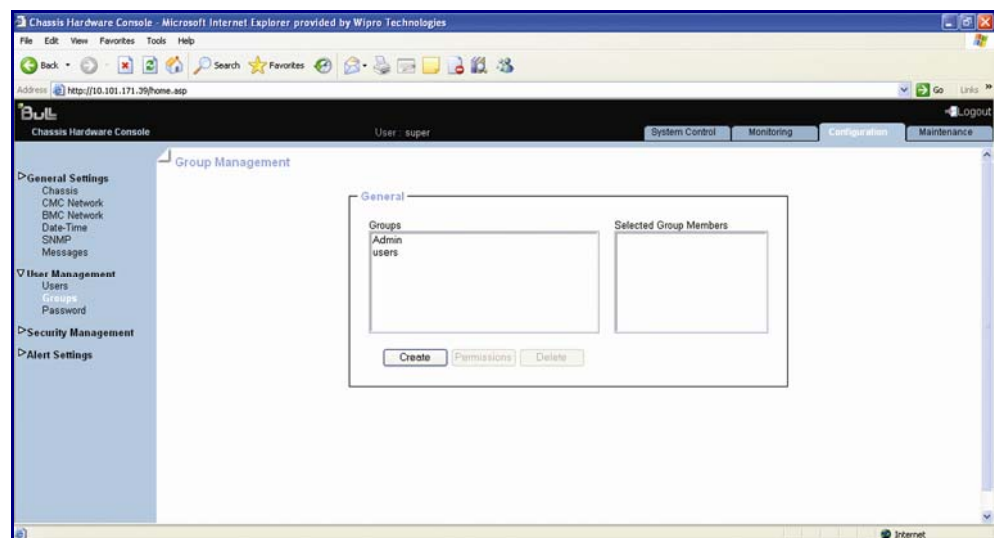 Chassis Hardware Console - Microsoft Internet Explorer provided by Wipro Technologies
File Edit View Favorites Tools Help
Back Search Favorites
Address http://10.101.171.39/home.asp Go Links »
Bull Logout
Chassis Hardware Console User : super System Control Monitoring Configuration Maintenance
Group Management
General Settings
Chassis
CMC Network
BMC Network
Date-Time
SNMP
Messages
User Management
Users
Groups
Password
Security Management
Alert Settings
General
Groups Selected Group Members
Admin
users
Create Permissions Delete
Internet